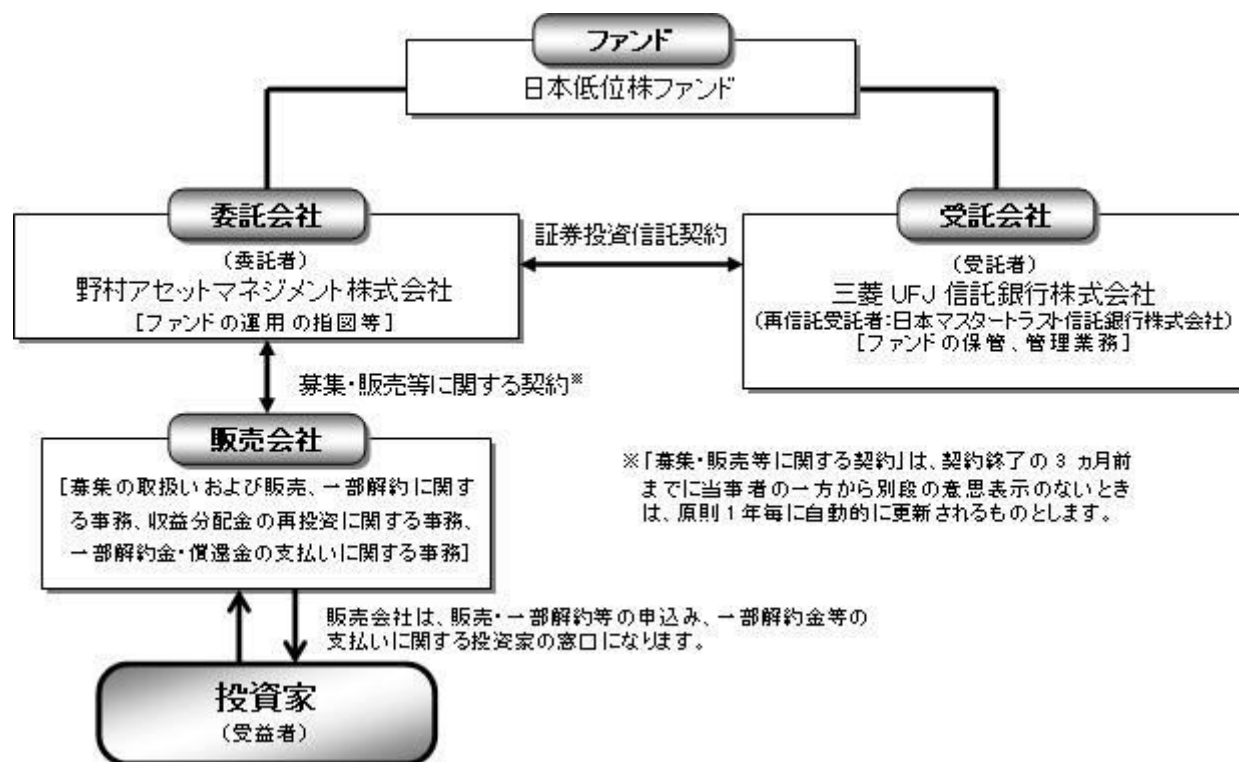 ファンド
日本低位株ファンド
委託会社
(委託者)
野村アセットマネジメント株式会社
[ファンドの運用の指図等]
証券投資信託契約
受託会社
(受託者)
三菱UFJ信託銀行株式会社
(再信託受託者:日本マスタートラスト信託銀行株式会社)
[ファンドの保管、管理業務]
募集・販売等に関する契約※
販売会社
[募集の取扱いおよび販売、一部解約に関す
る事務、収益分配金の再投資に関する事務、
一部解約金・償還金の支払いに関する事務]
※「募集・販売等に関する契約」は、契約終了の3ヵ月前
までに当事者の一方から別段の意思表示のないとき
は、原則1年毎に自動的に更新されるものとします。
販売会社は、販売・一部解約等の申込み、一部解約金等の
支払いに関する投資家の窓口になります。
投資家
(受益者)